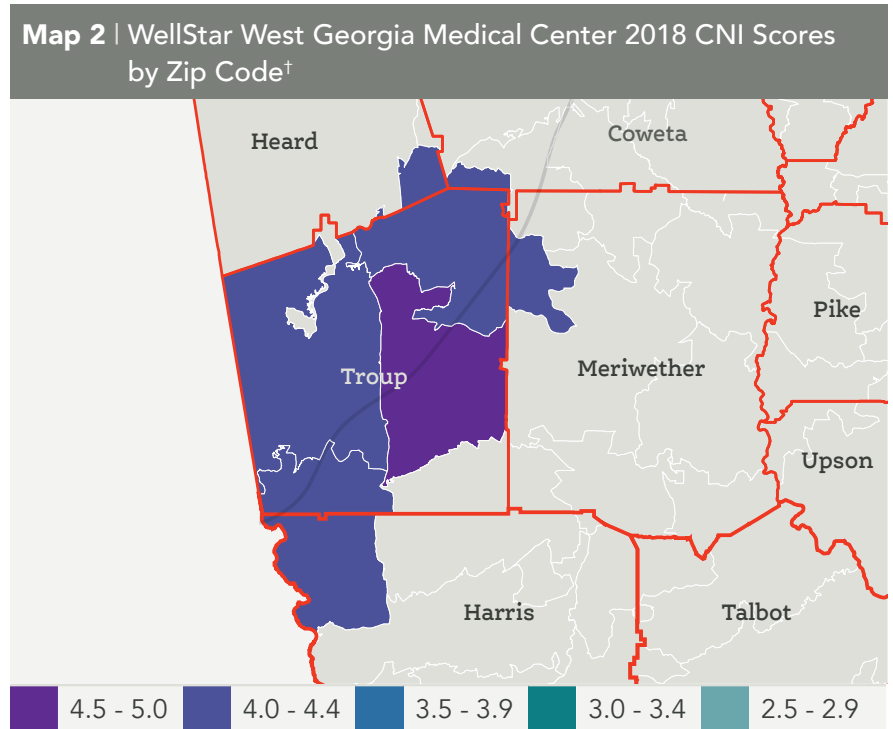 Map 2 | WellStar West Georgia Medical Center 2018 CNI Scores
by Zip Code†
Heard
Coweta
Pike
Troup
Meriwether
Upson
Harris
Talbot
4.5 - 5.0
4.0 - 4.4
3.5 - 3.9
3.0 - 3.4
2.5 - 2.9